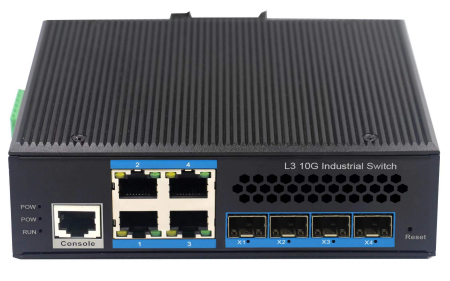 2 4
L3 10G Industrial Switch
POW
POW
RUN
Console
1 3
X1 X2 X3 X4
Reset